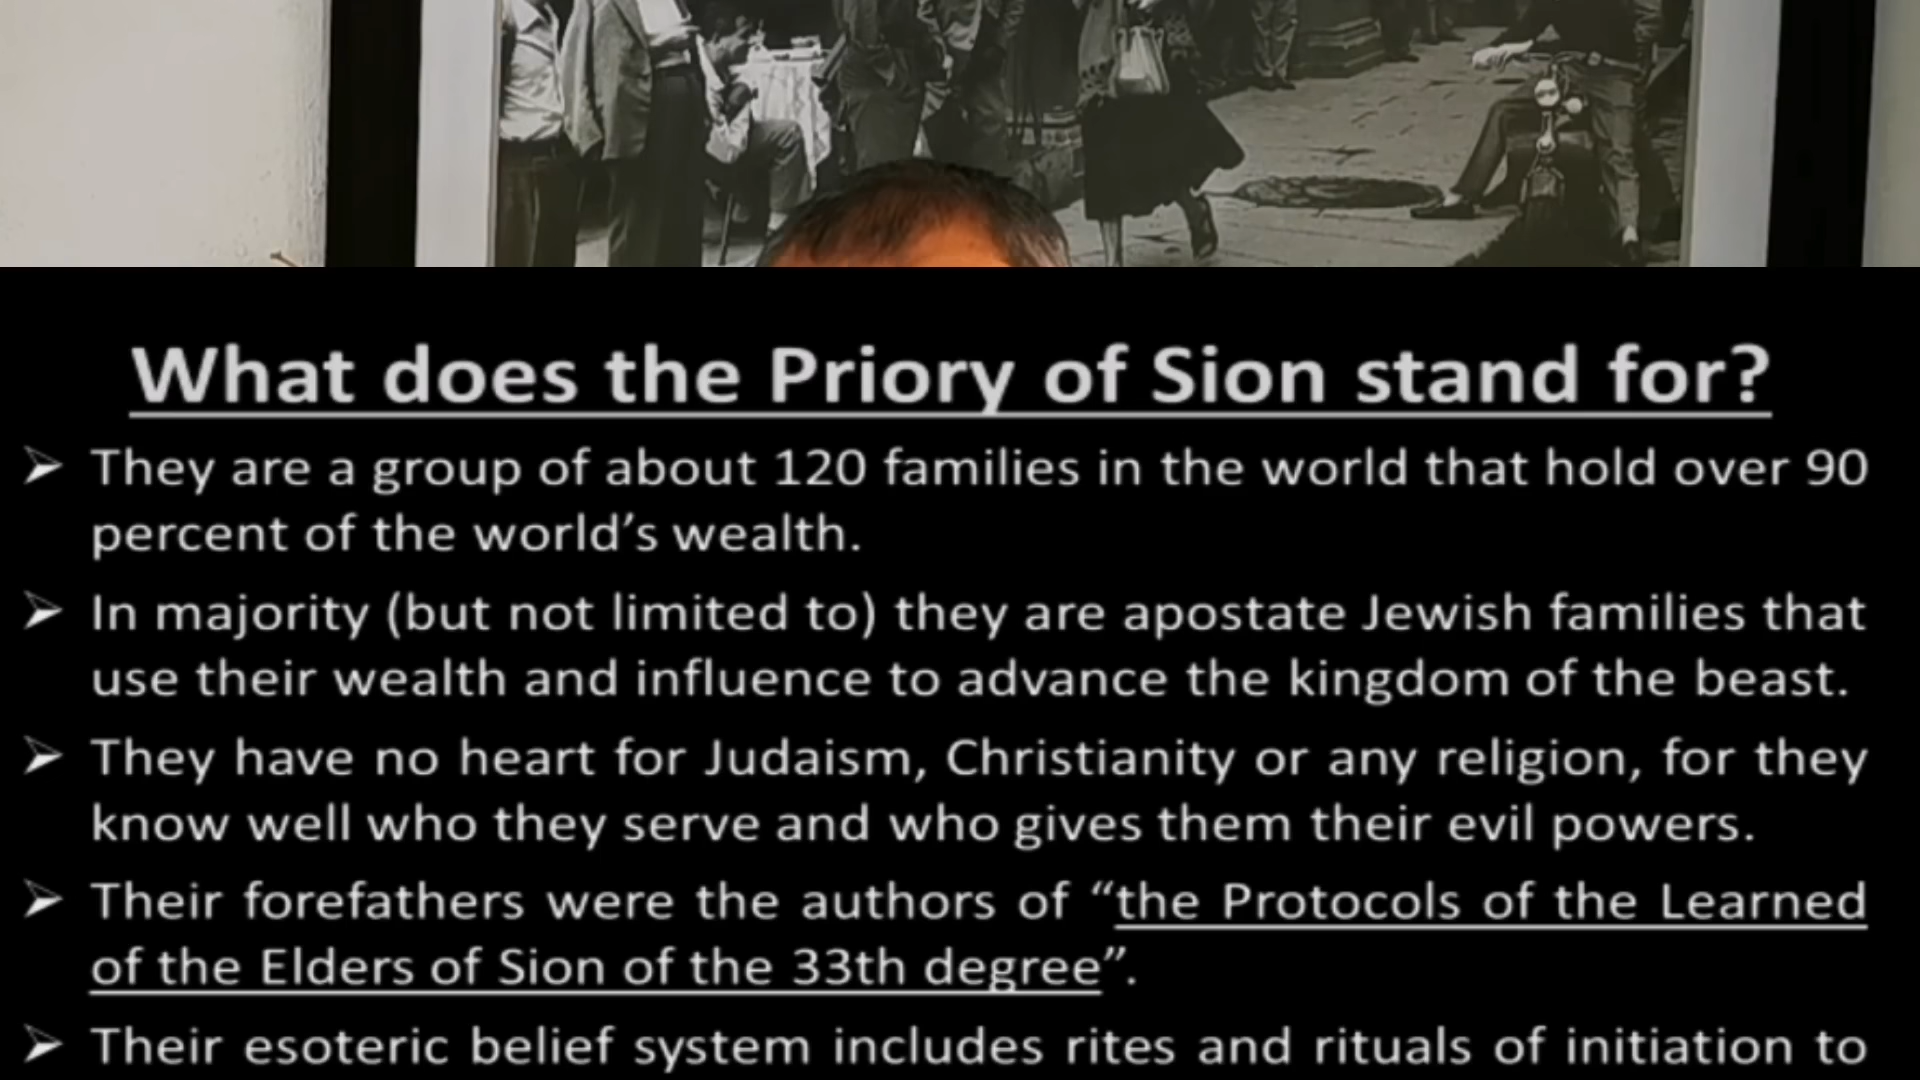 What does the Priory of Sion stand for?
➤ They are a group of about 120 families in the world that hold over 90
percent of the world's wealth.
➤ In majority (but not limited to) they are apostate Jewish families that
use their wealth and influence to advance the kingdom of the beast.
➤ They have no heart for Judaism, Christianity or any religion, for they
know well who they serve and who gives them their evil powers.
➤ Their forefathers were the authors of “the Protocols of the Learned
of the Elders of Sion of the 33th degree”.
➤ Their esoteric belief system includes rites and rituals of initiation to